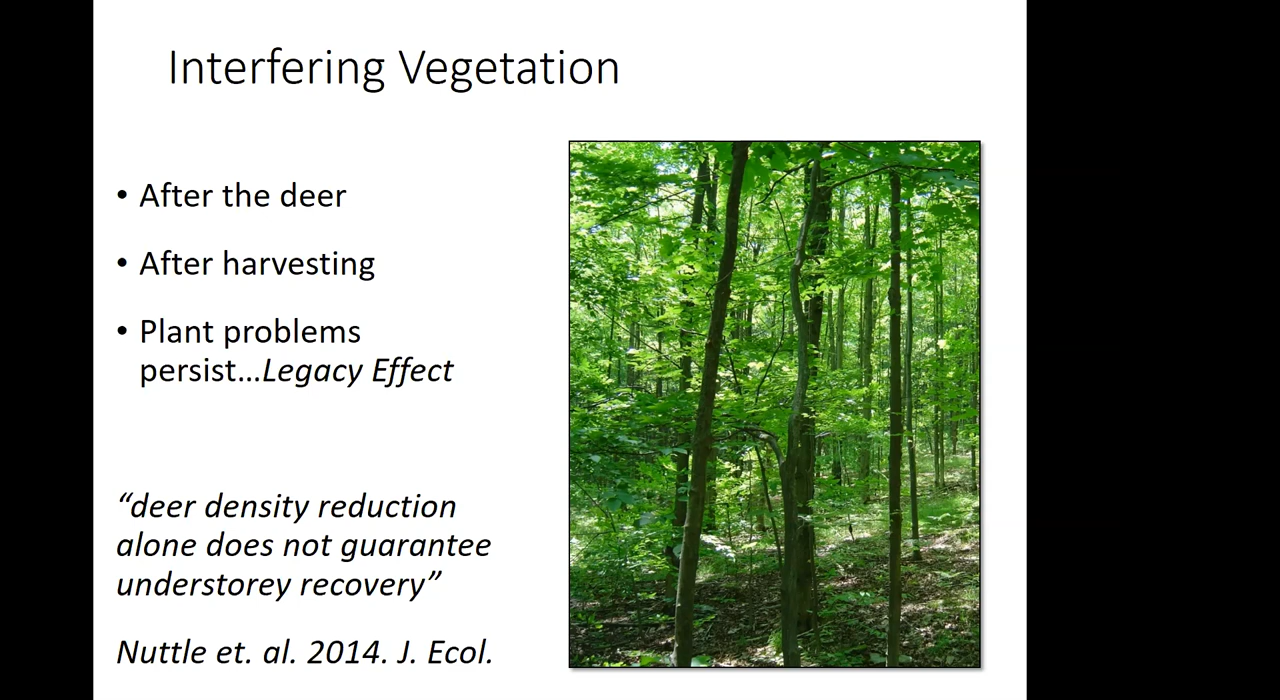 Interfering Vegetation
• After the deer
• After harvesting
• Plant problems
persist...Legacy Effect
“deer density reduction
alone does not guarantee
understorey recovery”
Nuttle et. al. 2014. J. Ecol.